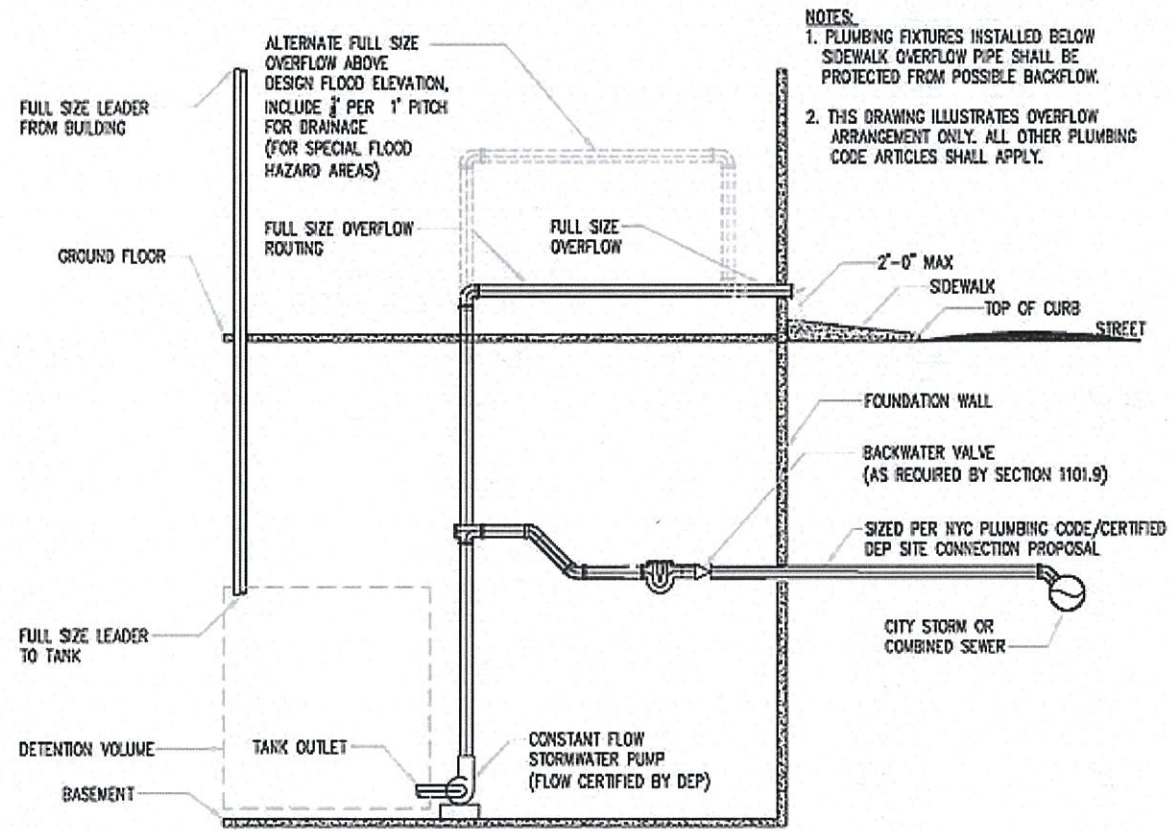 NOTES:
1. PLUMBING FIXTURES INSTALLED BELOW
SIDEWALK OVERFLOW PIPE SHALL BE
PROTECTED FROM POSSIBLE BACKFLOW.
2. THIS DRAWING ILLUSTRATES OVERFLOW
ARRANGEMENT ONLY. ALL OTHER PLUMBING
CODE ARTICLES SHALL APPLY.
ALTERNATE FULL SIZE
OVERFLOW ABOVE
DESIGN FLOOD ELEVATION,
INCLUDE PER 1' PITCH
FOR DRAINAGE
(FOR SPECIAL FLOOD
HAZARD AREAS)
FULL SIZE LEADER
FROM BUILDING
FULL SIZE OVERFLOW
ROUTING
FULL SIZE
OVERFLOW
GROUND FLOOR
2'-0" MAX
SIDEWALK
TOP OF CURB
STREET
FOUNDATION WALL
BACKWATER VALVE
(AS REQUIRED BY SECTION 1101.9)
SIZED PER NYC PLUMBING CODE/CERTIFIED
DEP SITE CONNECTION PROPOSAL
CITY STORM OR
COMBINED SEWER
FULL SIZE LEADER
TO TANK
DETENTION VOLUME
TANK OUTLET
CONSTANT FLOW
STORMWATER PUMP
(FLOW CERTIFIED BY DEP)
BASEMENT